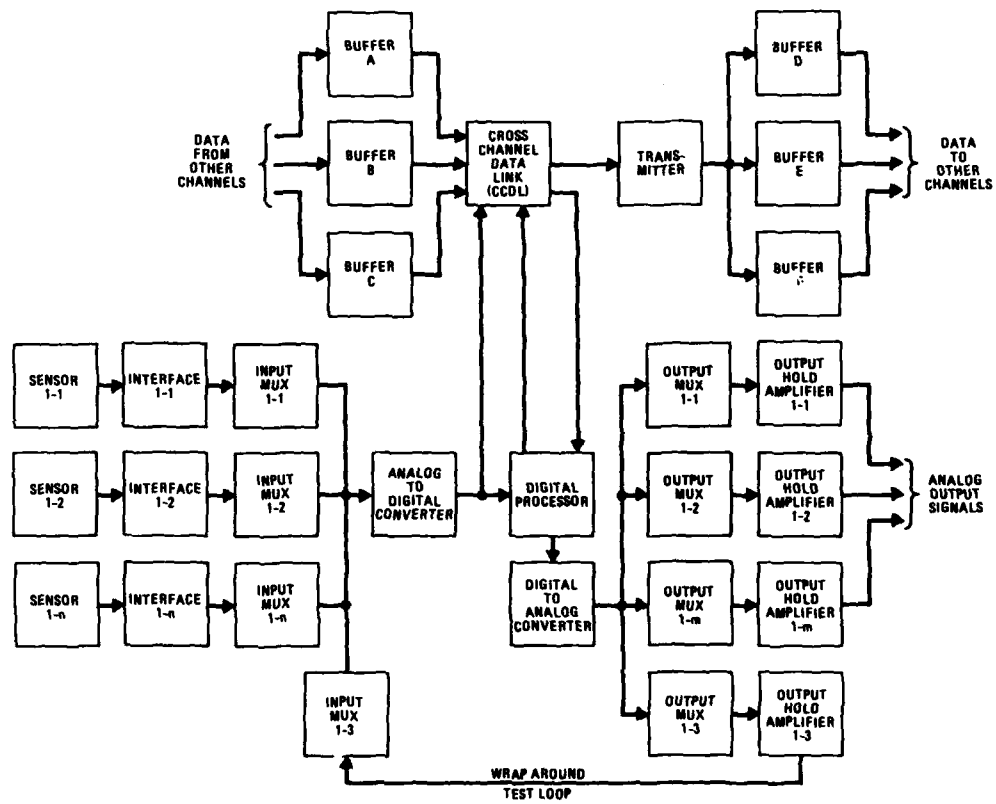 BUFFER
A
BUFFER
D
DATA
FROM
OTHER
CHANNELS
BUFFER
B
CROSS
CHANNEL
DATA
LINK
(CCDL)
TRANS-
MITTER
BUFFER
E
DATA
TO
OTHER
CHANNELS
BUFFER
C
BUFFER
SENSOR
1-1
INTERFACE
1-1
INPUT
MUX
1-1
OUTPUT
MUX
1-1
OUTPUT
HOLD
AMPLIFIER
1-1
SENSOR
1-2
INTERFACE
1-2
INPUT
MUX
1-2
ANALOG
TO
DIGITAL
CONVERTER
DIGITAL
PROCESSOR
OUTPUT
MUX
1-2
OUTPUT
HOLD
AMPLIFIER
1-2
ANALOG
OUTPUT
SIGNALS
SENSOR
1-n
INTERFACE
1-n
INPUT
MUX
1-n
DIGITAL
TO
ANALOG
CONVERTER
OUTPUT
MUX
1-m
OUTPUT
HOLD
AMPLIFIER
1-m
INPUT
MUX
1-3
OUTPUT
MUX
1-3
OUTPUT
HOLD
AMPLIFIER
1-3
WRAP AROUND
TEST LOOP